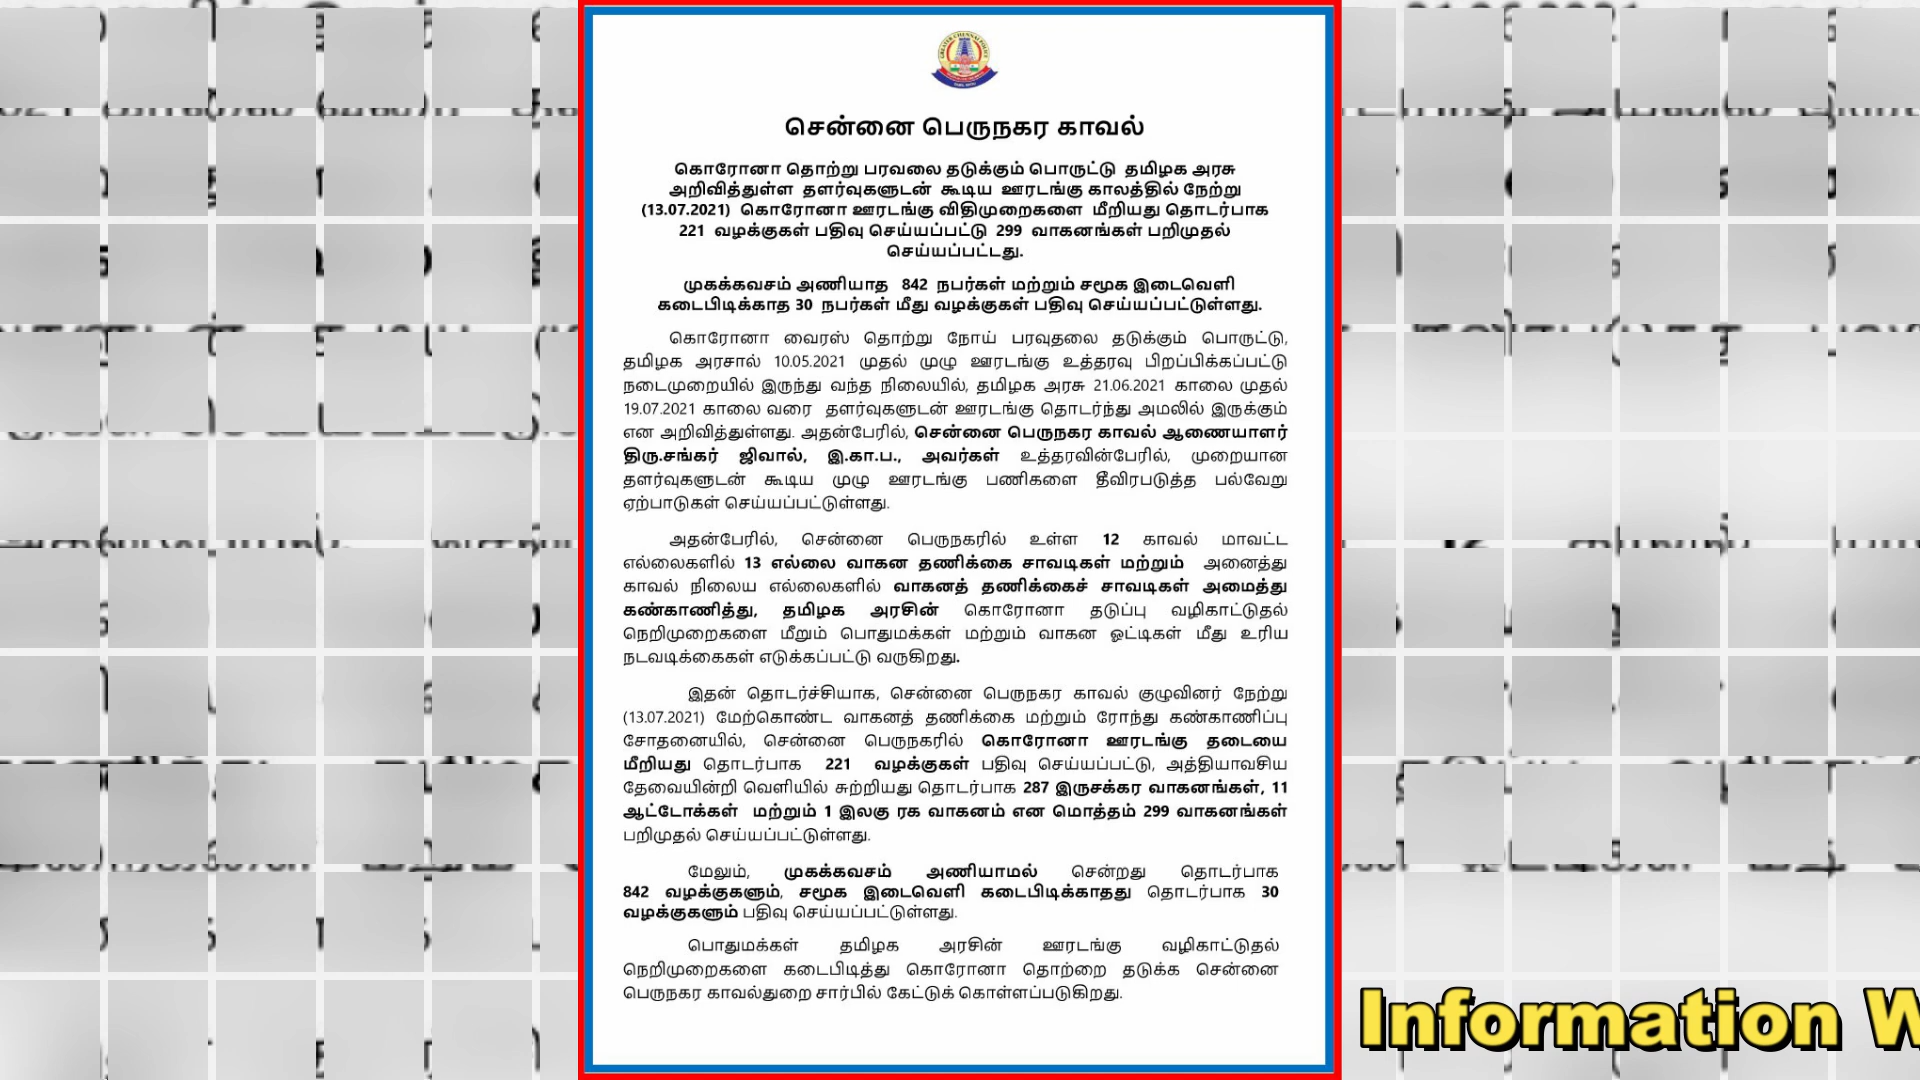 சென்னை பெருநகர காவல்
கொரோனா தொற்று பரவலை தடுக்கும் பொருட்டு தமிழக அரசு
அறிவித்துள்ள தளர்வுகளுடன் கூடிய ஊரடங்கு காலத்தில் நேற்று
(13.07.2021) கொரோனா ஊரடங்கு விதிமுறைகளை மீறியது தொடர்பாக
221 வழக்குகள் பதிவு செய்யப்பட்டு 299 வாகனங்கள் பறிமுதல்
செய்யப்பட்டது.
முகக்கவசம் அணியாத 842 நபர்கள் மற்றும் சமூக இடைவெளி
கடைபிடிக்காத 30 நபர்கள் மீது வழக்குகள் பதிவு செய்யப்பட்டுள்ளது.
கொரோனா வைரஸ் தொற்று நோய் பரவுதலை தடுக்கும் பொருட்டு,
தமிழக அரசால் 10.05.2021 முதல் முழு ஊரடங்கு உத்தரவு பிறப்பிக்கப்பட்டு
நடைமுறையில் இருந்து வந்த நிலையில், தமிழக அரசு 21.06.2021 காலை முதல்
19.07.2021 காலை வரை தளர்வுகளுடன் ஊரடங்கு தொடர்ந்து அமலில் இருக்கும்
என அறிவித்துள்ளது. அதன்பேரில், சென்னை பெருநகர காவல் ஆணையாளர்
திரு.சங்கர் ஜிவால், இ.கா.ப., அவர்கள் உத்தரவின்பேரில், முறையான
தளர்வுகளுடன் கூடிய முழு ஊரடங்கு பணிகளை தீவிரபடுத்த பல்வேறு
ஏற்பாடுகள் செய்யப்பட்டுள்ளது.
அதன்பேரில், சென்னை பெருநகரில் உள்ள 12 காவல் மாவட்ட
எல்லைகளில் 13 எல்லை வாகன தணிக்கை சாவடிகள் மற்றும் அனைத்து
காவல் நிலைய எல்லைகளில் வாகனத் தணிக்கைச் சாவடிகள் அமைத்து
கண்காணித்து, தமிழக அரசின் கொரோனா தடுப்பு வழிகாட்டுதல்
நெறிமுறைகளை மீறும் பொதுமக்கள் மற்றும் வாகன ஓட்டிகள் மீது உரிய
நடவடிக்கைகள் எடுக்கப்பட்டு வருகிறது.
இதன் தொடர்ச்சியாக, சென்னை பெருநகர காவல் குழுவினர் நேற்று
(13.07.2021) மேற்கொண்ட வாகனத் தணிக்கை மற்றும் ரோந்து கண்காணிப்பு
சோதனையில், சென்னை பெருநகரில் கொரோனா ஊரடங்கு தடையை
மீறியது தொடர்பாக 221 வழக்குகள் பதிவு செய்யப்பட்டு, அத்தியாவசிய
தேவையின்றி வெளியில் சுற்றியது தொடர்பாக 287 இருசக்கர வாகனங்கள், 11
ஆட்டோக்கள் மற்றும் 1 இலகு ரக வாகனம் என மொத்தம் 299 வாகனங்கள்
பறிமுதல் செய்யப்பட்டுள்ளது.
மேலும், முகக்கவசம் அணியாமல் சென்றது தொடர்பாக
842 வழக்குகளும், சமூக இடைவெளி கடைபிடிக்காதது தொடர்பாக 30
வழக்குகளும் பதிவு செய்யப்பட்டுள்ளது.
பொதுமக்கள் தமிழக அரசின் ஊரடங்கு வழிகாட்டுதல்
நெறிமுறைகளை கடைபிடித்து கொரோனா தொற்றை தடுக்க சென்னை
பெருநகர காவல்துறை சார்பில் கேட்டுக் கொள்ளப்படுகிறது.
Information W